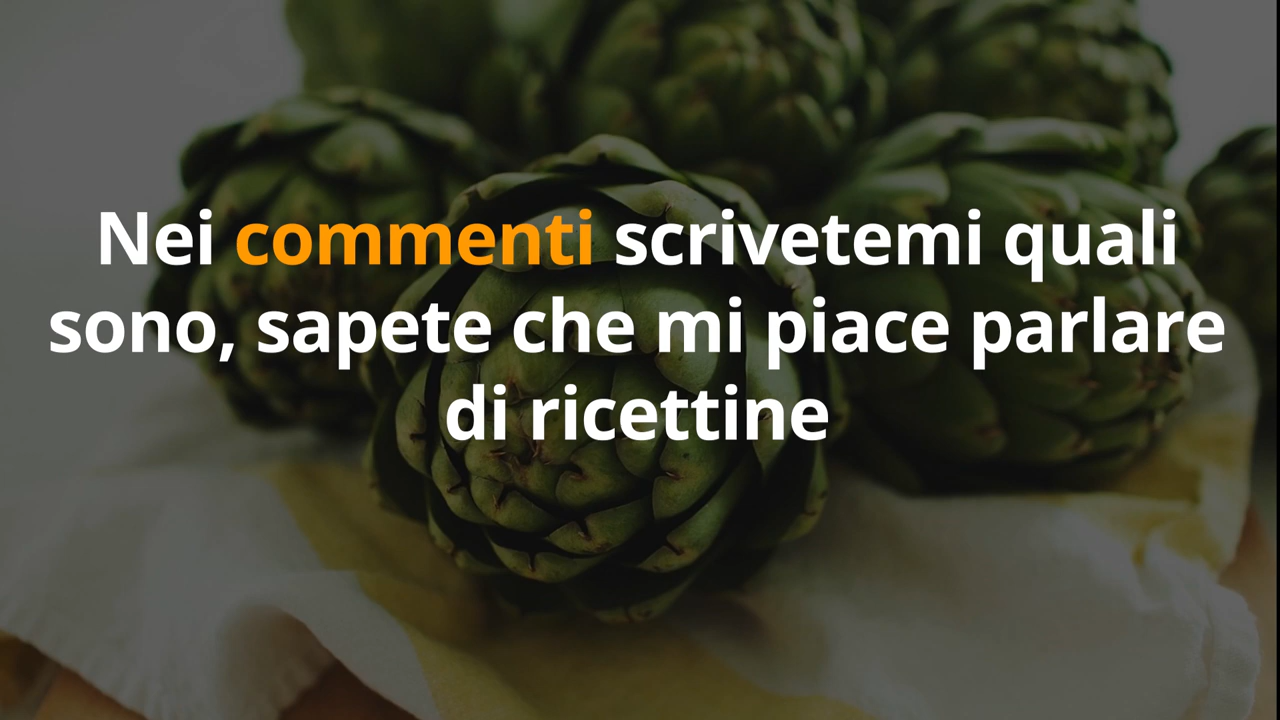 Nei commenti scrivetemi quali
sono, sapete che mi piace parlare
di ricettine